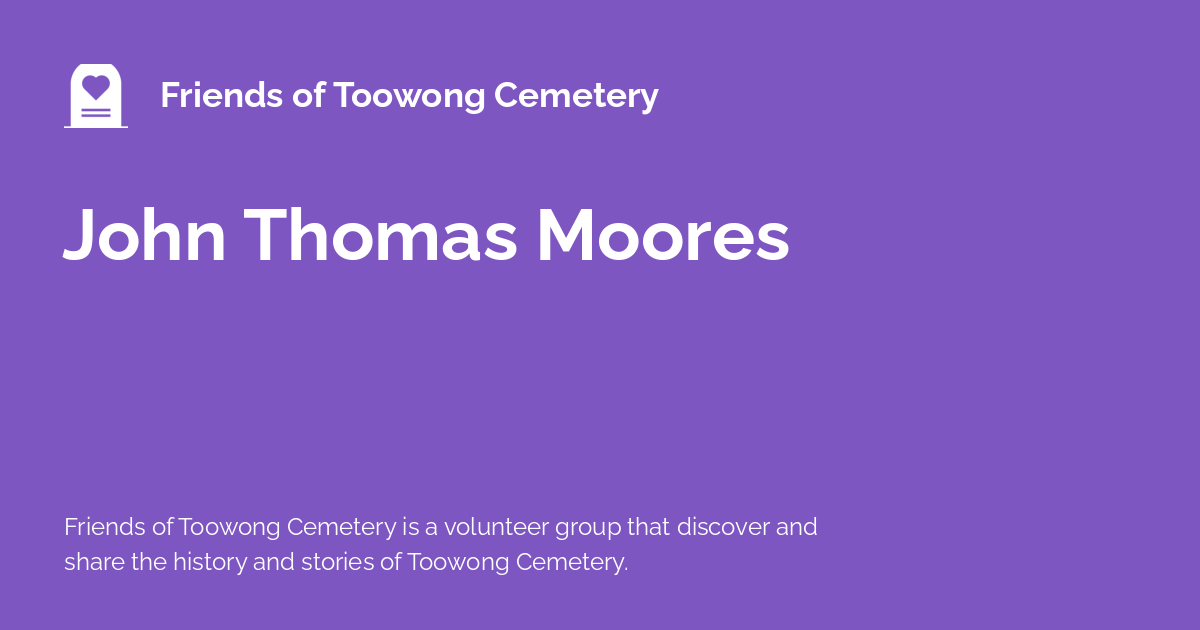 Friends of Toowong Cemetery
John Thomas Moores
Friends of Toowong Cemetery is a volunteer group that discover and
share the history and stories of Toowong Cemetery.